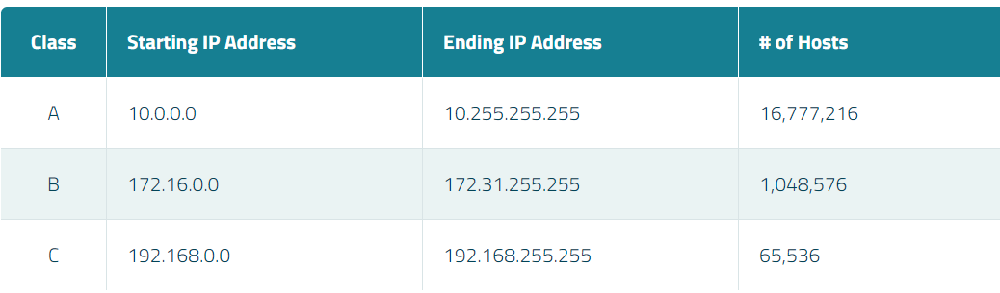 Class Starting IP Address Ending IP Address # of Hosts
A 10.0.0.0 10.255.255.255 16,777,216
B 172.16.0.0 172.31.255.255 1,048,576
C 192.168.0.0 192.168.255.255 65,536